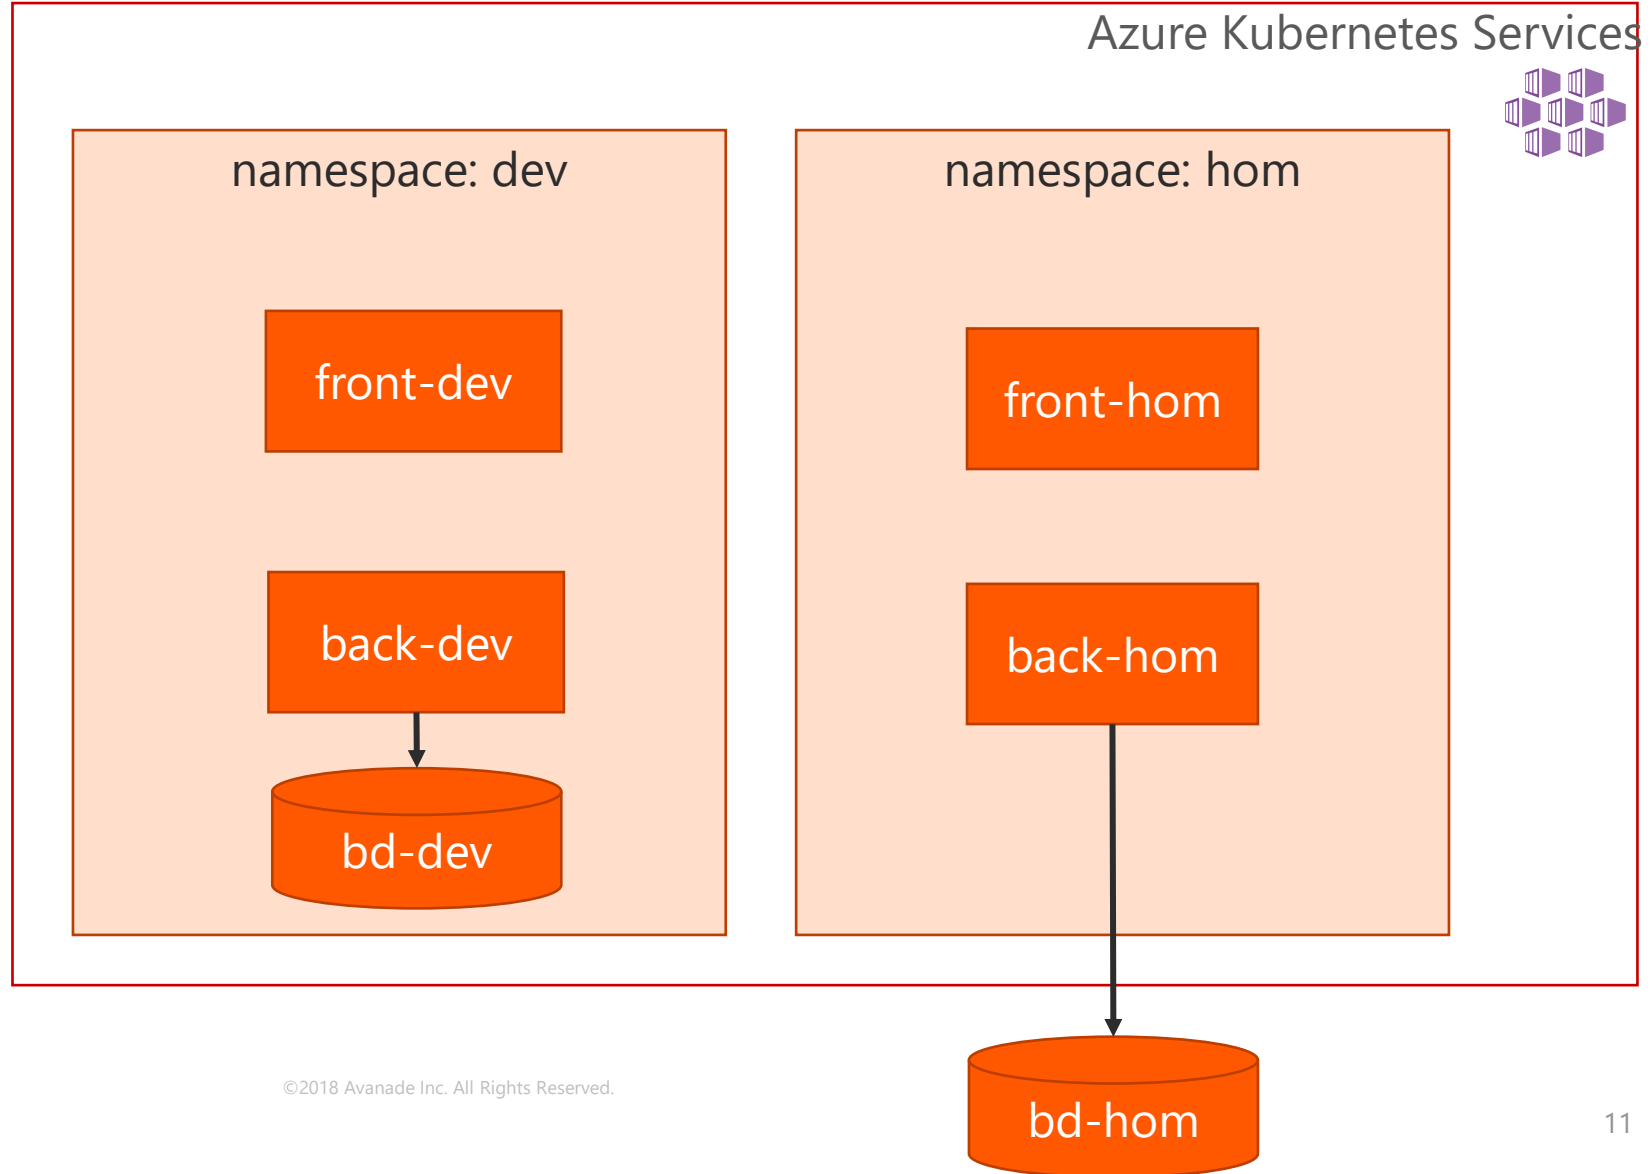 Azure Kubernetes Services
namespace: dev
front-dev
back-dev
bd-dev
namespace: hom
front-hom
back-hom
bd-hom
©2018 Avanade Inc. All Rights Reserved.
11